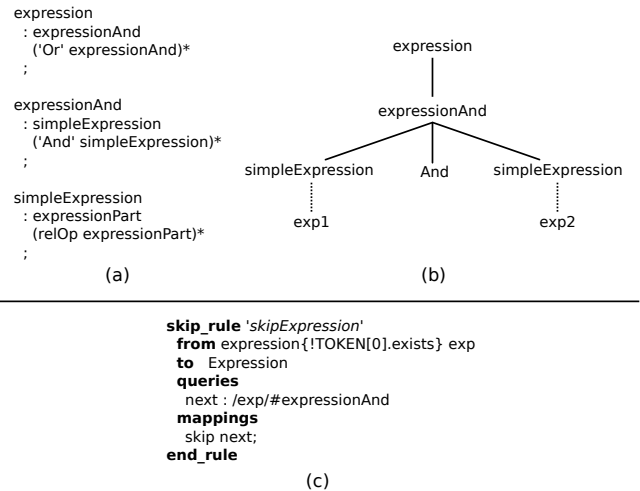 expression
: expressionAnd
('Or' expressionAnd)*
;
expressionAnd
: simpleExpression
('And' simpleExpression)*
;
simpleExpression
: expressionPart
(relOp expressionPart)*
;
(a)
expression
expressionAnd
simpleExpression And simpleExpression
exp1 exp2
(b)
skip_rule 'skipExpression'
from expression{!TOKEN[0].exists} exp
to Expression
queries
next : /exp/#expressionAnd
mappings
skip next;
end_rule
(c)